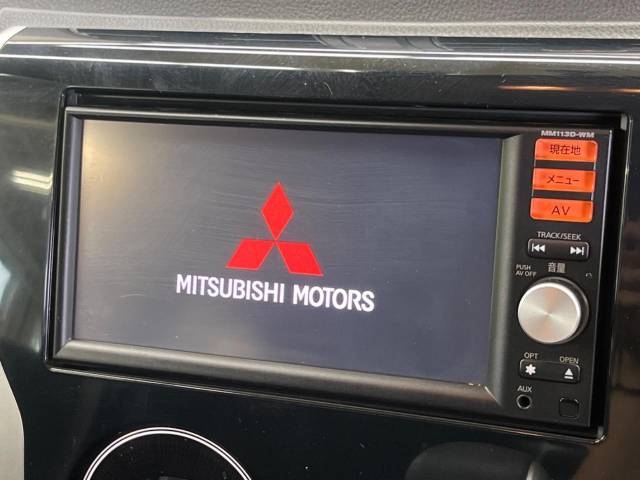 MM113D-WM
現在地
メニュー
AV
MITSUBISHI MOTORS
TRACK/SEEK
PUSH
AV OFF
音量
OPT
OPEN
AUX